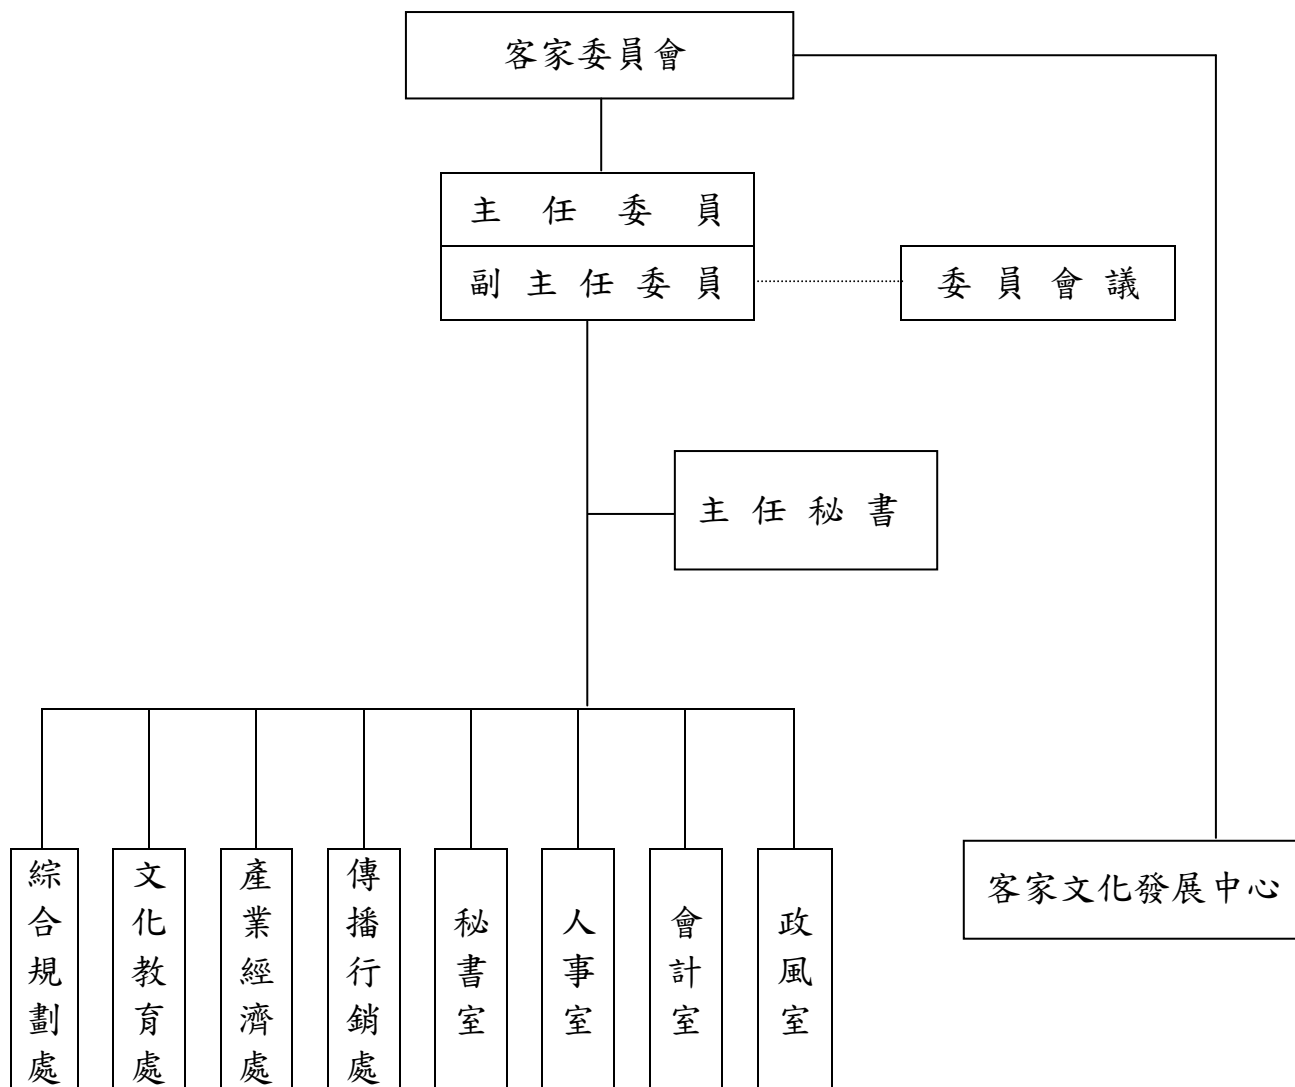 客家委員會
主任委員
副主任委員
委員會議
主任秘書
綜合規劃處
文化教育處
產業經濟處
傳播行銷處
秘書室
人事室
會計室
政風室
客家文化發展中心